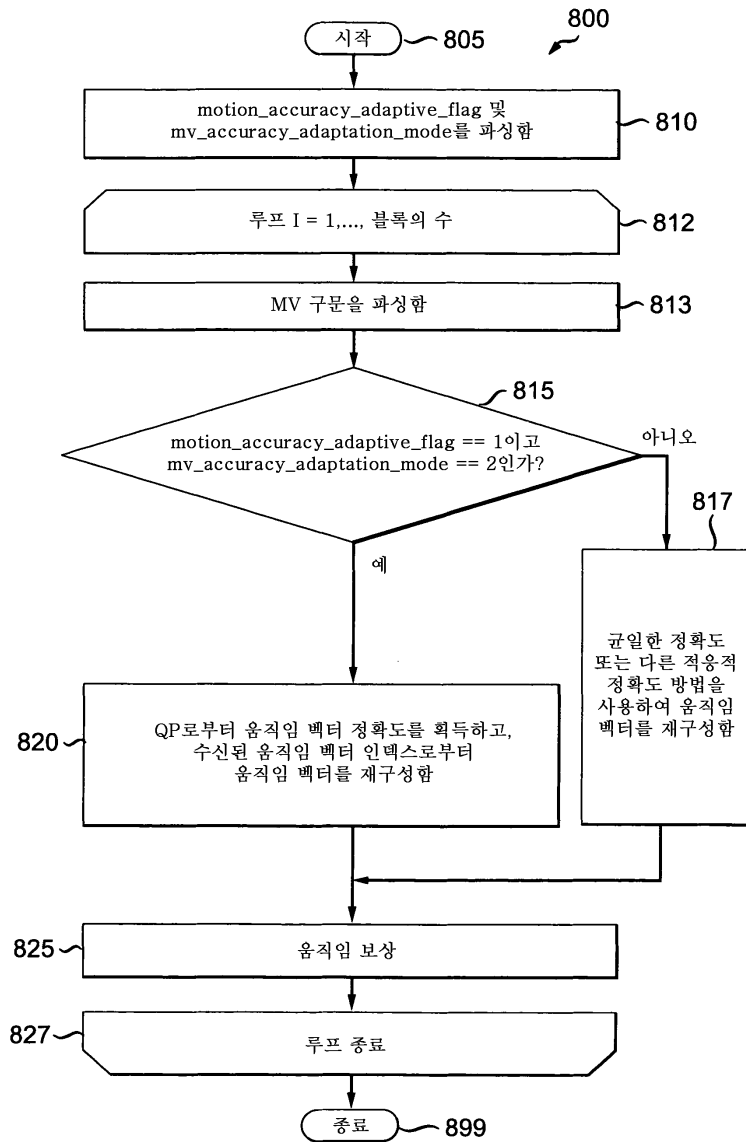 800
시작
805
motion_accuracy_adaptive_flag 및
mv_accuracy_adaptation_mode를 파싱함
810
루프 I = 1,..., 블록의 수
812
MV 구문을 파싱함
813
815
motion_accuracy_adaptive_flag == 1이고
mv_accuracy_adaptation_mode == 2인가?
아니오
예
817
균일한 정확도
또는 다른 적응적
정확도 방법을
사용하여 움직임
벡터를 재구성함
820
QP로부터 움직임 벡터 정확도를 획득하고,
수신된 움직임 벡터 인덱스로부터
움직임 벡터를 재구성함
825
움직임 보상
827
루프 종료
종료
899